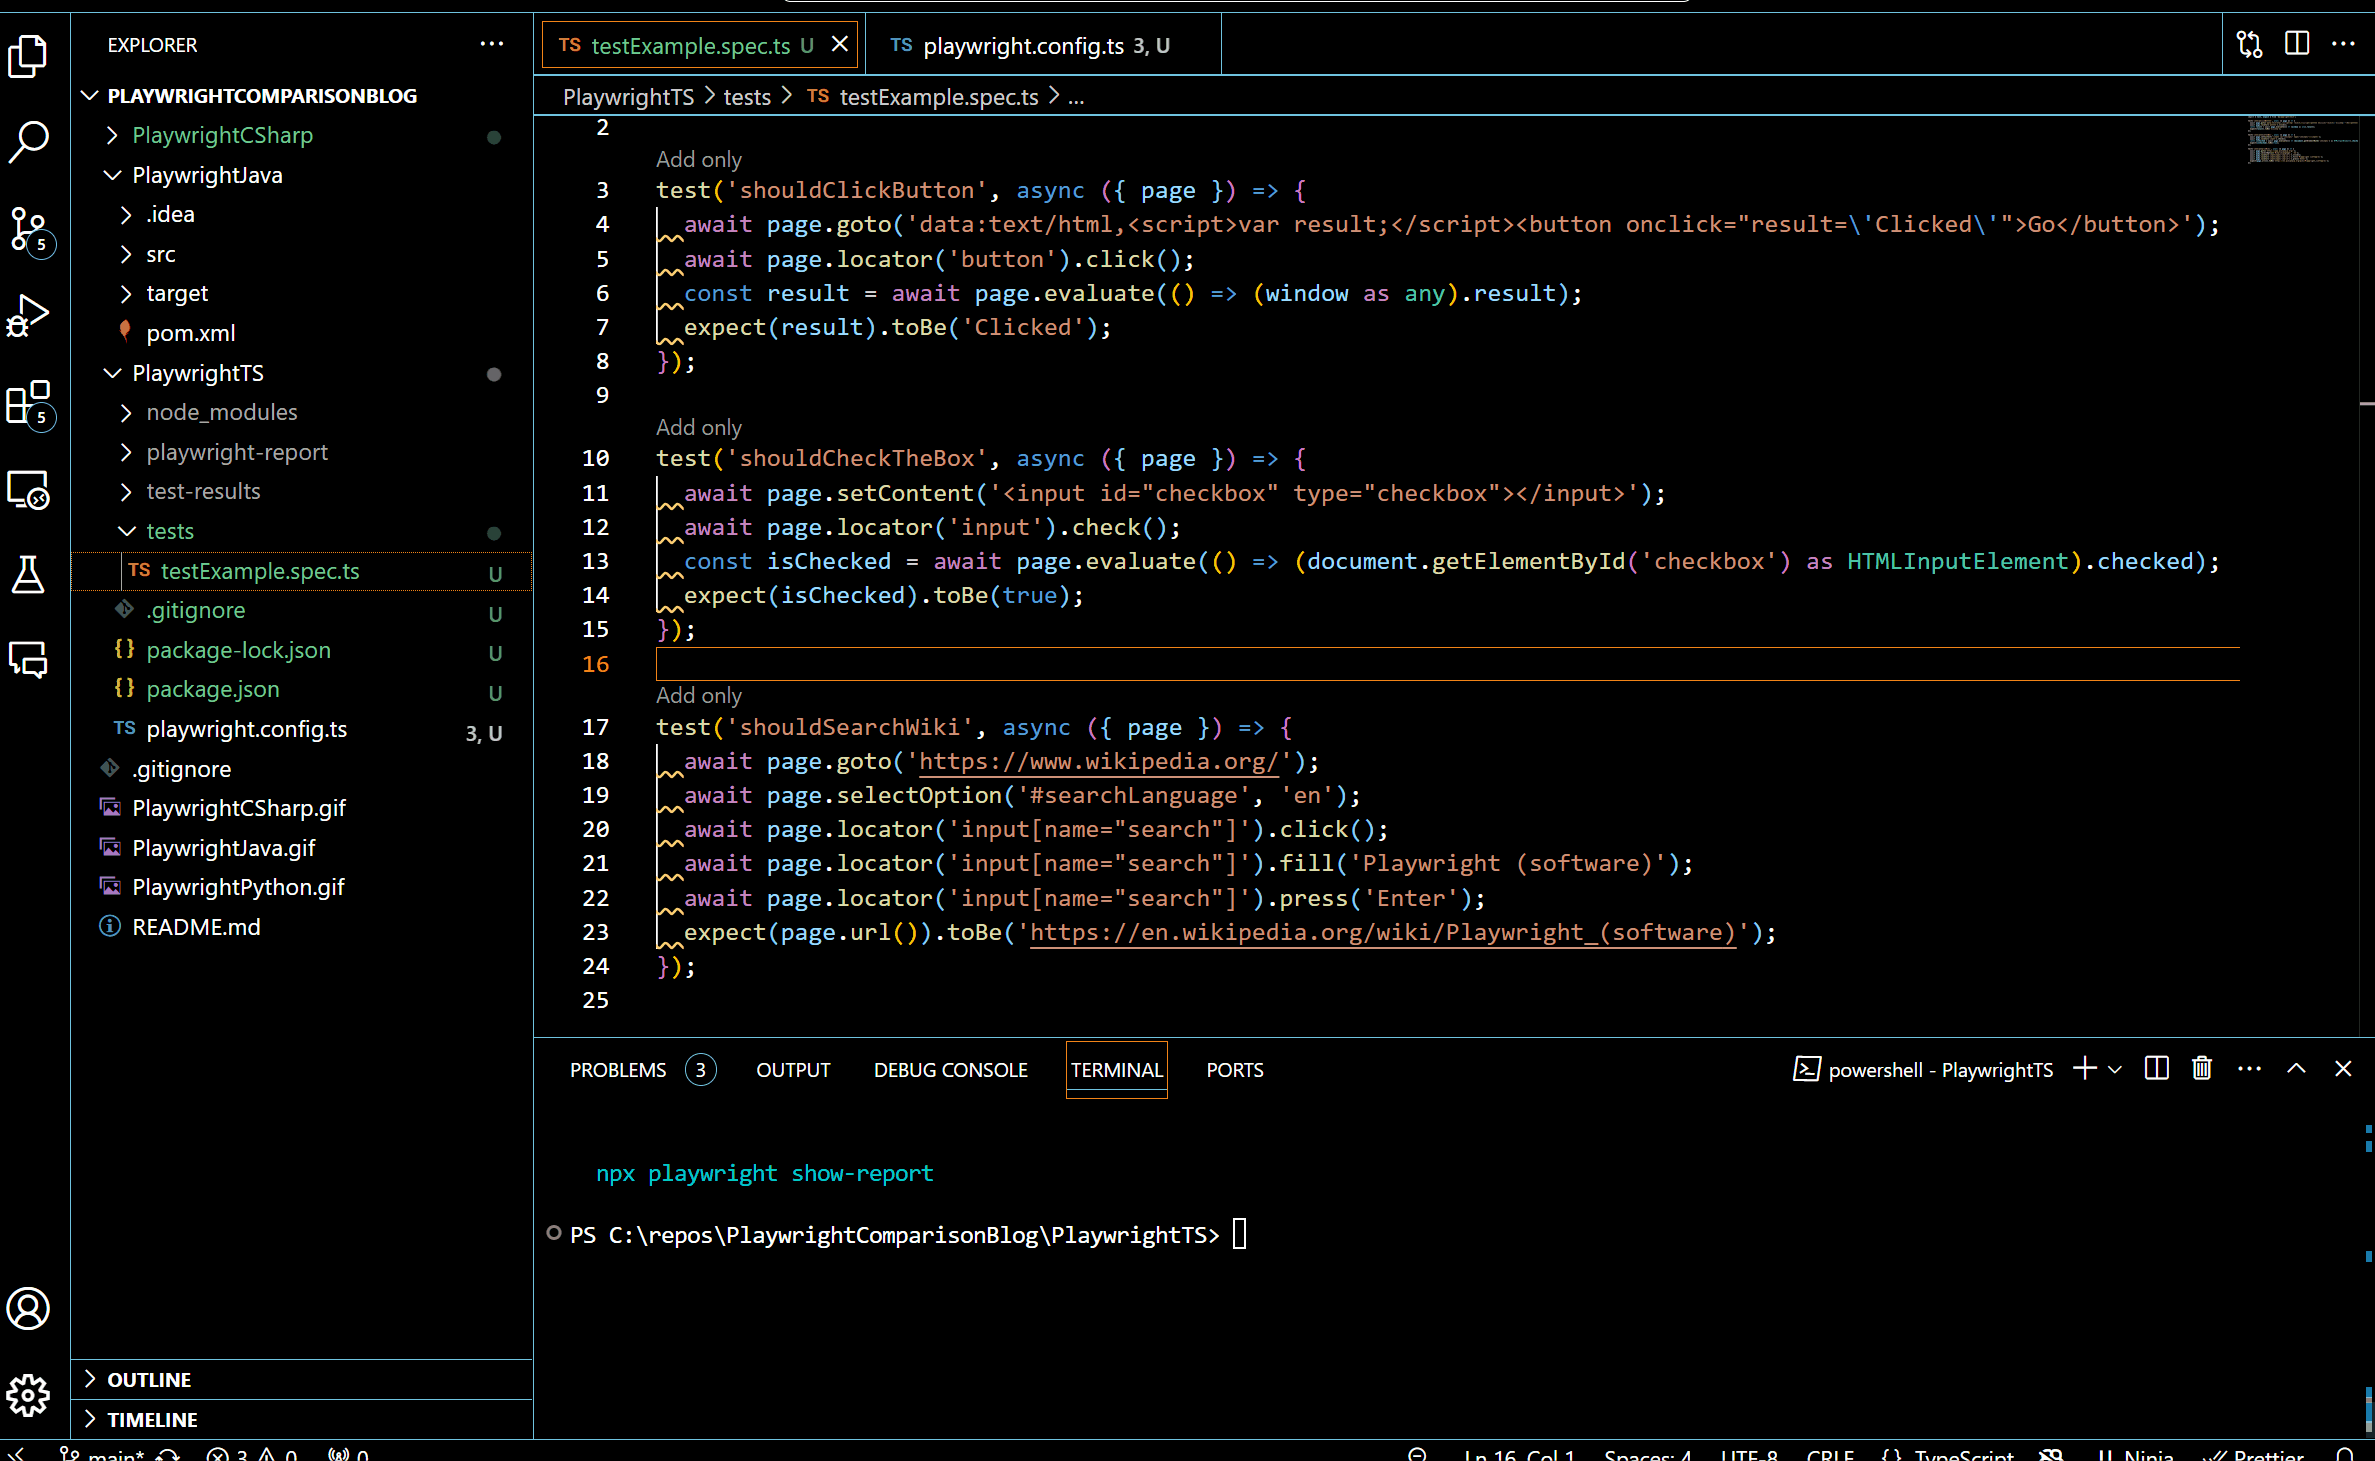 EXPLORER
PLAYWRIGHTCOMPARISONBLOG
PlaywrightCSharp
PlaywrightJava
.idea
src
target
pom.xml
PlaywrightTS
node_modules
playwright-report
test-results
tests
TS testExample.spec.ts U
.gitignore U
{} package-lock.json U
{} package.json U
TS playwright.config.ts 3, U
.gitignore
PlaywrightCSharp.gif
PlaywrightJava.gif
PlaywrightPython.gif
README.md
OUTLINE
TIMELINE
5
5
TS testExample.spec.ts U
TS playwright.config.ts 3, U
PlaywrightTS > tests > TS testExample.spec.ts > ...
2
Add only
3 test('shouldClickButton', async ({ page }) => {
4 await page.goto('data:text/html,<script>var result;</script><button onclick="result=\'Clicked\'">Go</button>');
5 await page.locator('button').click();
6 const result = await page.evaluate(() => (window as any).result);
7 expect(result).toBe('Clicked');
8 });
9
Add only
10 test('shouldCheckTheBox', async ({ page }) => {
11 await page.setContent('<input id="checkbox" type="checkbox"></input>');
12 await page.locator('input').check();
13 const isChecked = await page.evaluate(() => (document.getElementById('checkbox') as HTMLInputElement).checked);
14 expect(isChecked).toBe(true);
15 });
16
Add only
17 test('shouldSearchWiki', async ({ page }) => {
18 await page.goto('https://www.wikipedia.org/');
19 await page.selectOption('#searchLanguage', 'en');
20 await page.locator('input[name="search"]').click();
21 await page.locator('input[name="search"]').fill('Playwright (software)');
22 await page.locator('input[name="search"]').press('Enter');
23 expect(page.url()).toBe('https://en.wikipedia.org/wiki/Playwright_(software)');
24 });
25
PROBLEMS 3 OUTPUT DEBUG CONSOLE TERMINAL PORTS
powershell - PlaywrightTS
npx playwright show-report
PS C:\repos\PlaywrightComparisonBlog\PlaywrightTS>
main* 3 0 0 Ln 16, Col 1 Spaces: 4 UTF-8 CRLF {} TypeScript Ninja Prettier